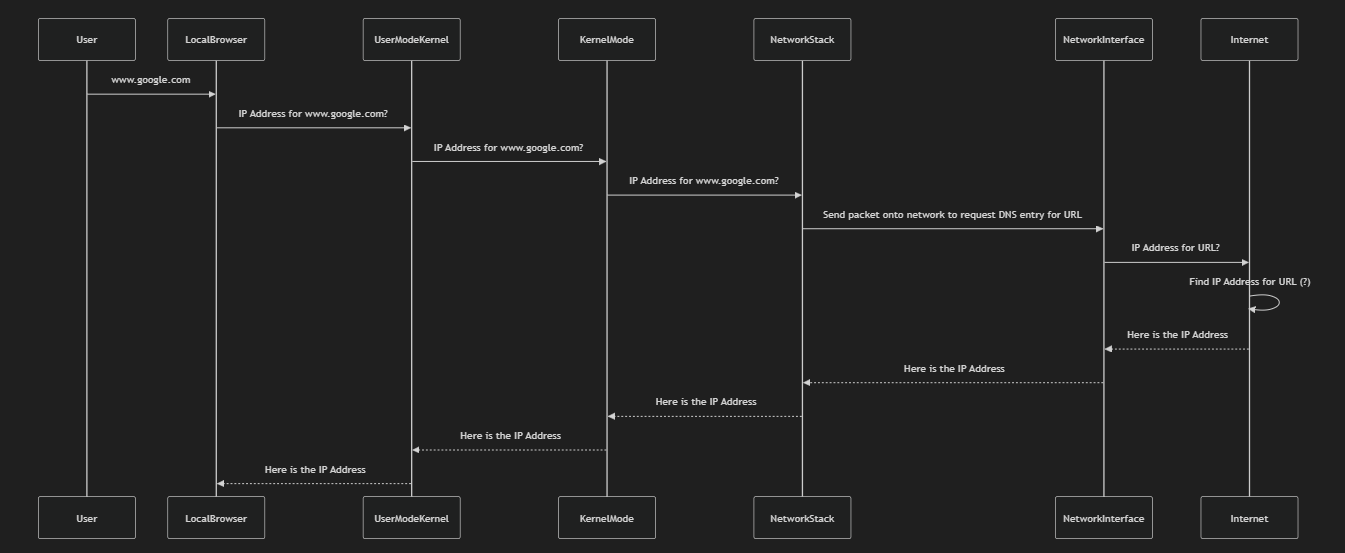 User
LocalBrowser
UserModeKernel
KernelMode
NetworkStack
NetworkInterface
Internet
www.google.com
IP Address for www.google.com?
IP Address for www.google.com?
IP Address for www.google.com?
Send packet onto network to request DNS entry for URL
IP Address for URL?
Find IP Address for URL (?)
Here is the IP Address
Here is the IP Address
Here is the IP Address
Here is the IP Address
Here is the IP Address
User
LocalBrowser
UserModeKernel
KernelMode
NetworkStack
NetworkInterface
Internet